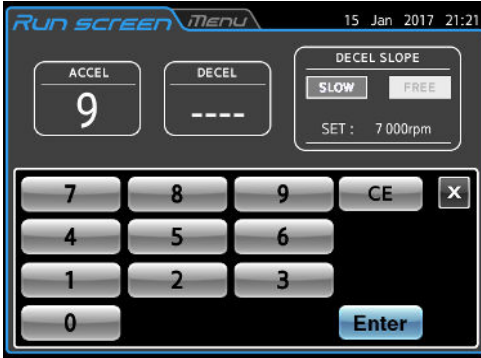 Run screen Menu 15 Jan 2017 21:21
ACCEL DECEL DECEL SLOPE
SLOW FREE
9 ----
SET : 7 000rpm
7 8 9 CE X
4 5 6
1 2 3
0 Enter